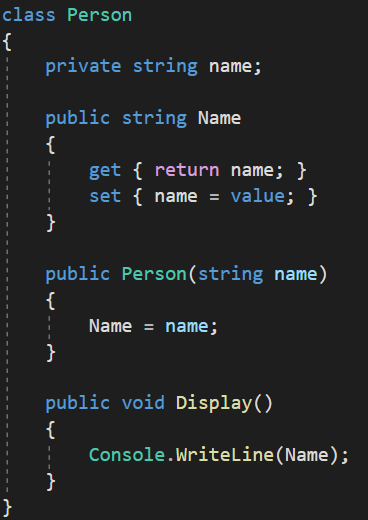 class Person
{
    private string name;

    public string Name
    {
        get { return name; }
        set { name = value; }
    }

    public Person(string name)
    {
        Name = name;
    }

    public void Display()
    {
        Console.WriteLine(Name);
    }
}